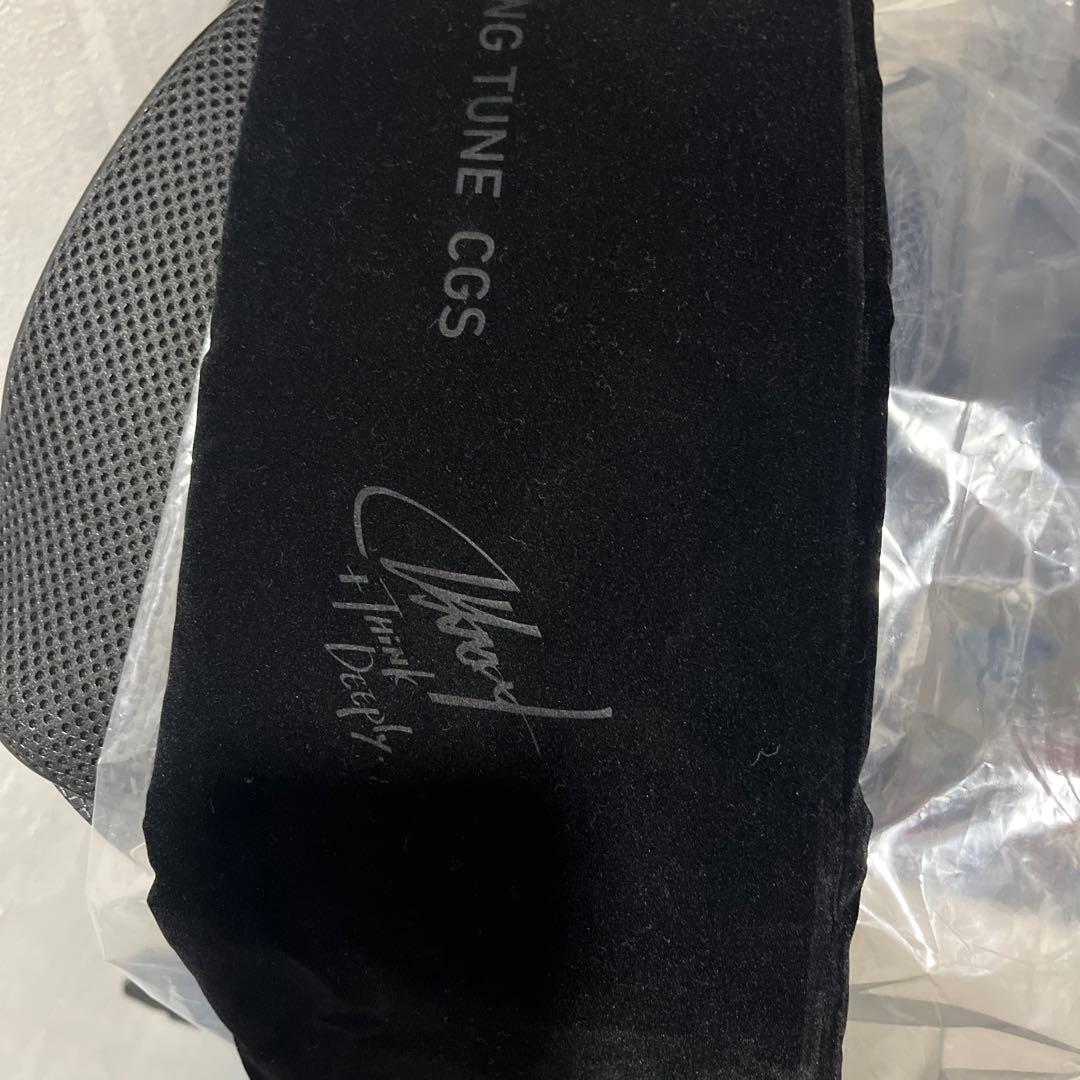 NG TUNE CGS
+Think
Deeply